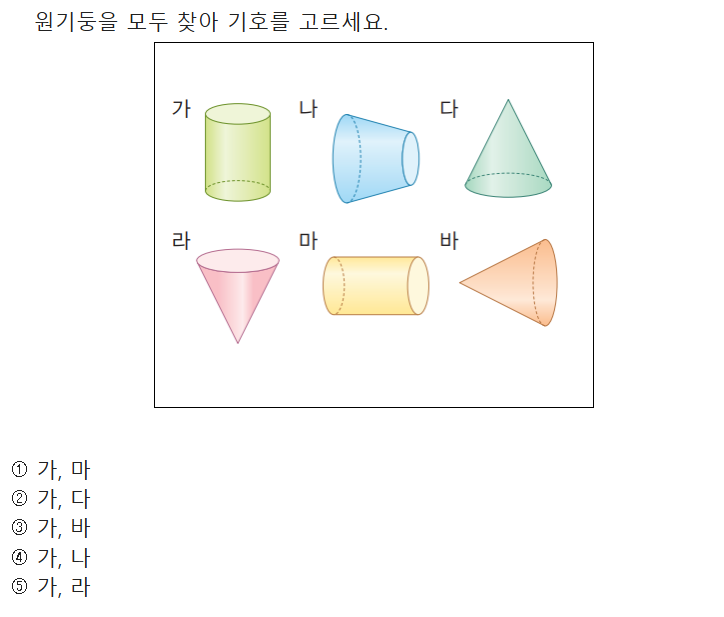 원기둥을 모두 찾아 기호를 고르세요.
가 나 다
라 마 바
① 가, 마
② 가, 다
③ 가, 바
④ 가, 나
⑤ 가, 라